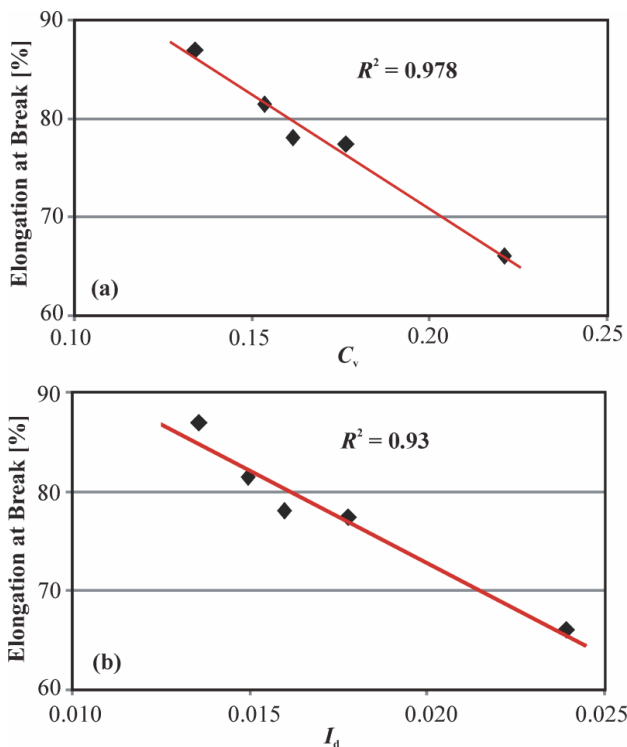 90
R² = 0.978
80
Elongation at Break [%]
70
(a)
60
0.10 0.15 0.20 0.25
Cv
90
R² = 0.93
80
Elongation at Break [%]
70
(b)
60
0.010 0.015 0.020 0.025
Id